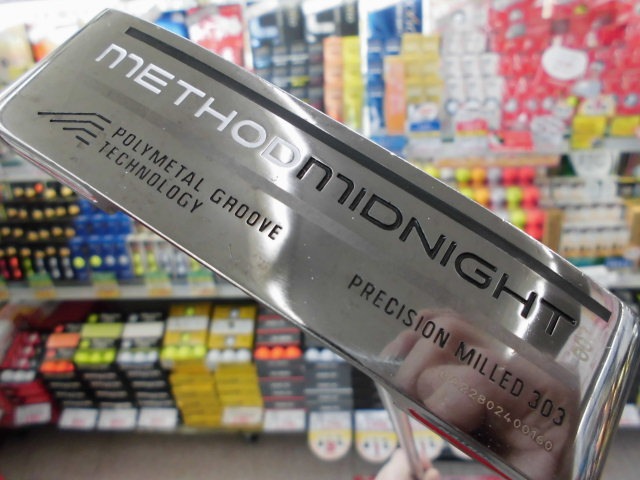 METHOD MIDNIGHT
POLYMETAL GROOVE
TECHNOLOGY
PRECISION MILLED 303